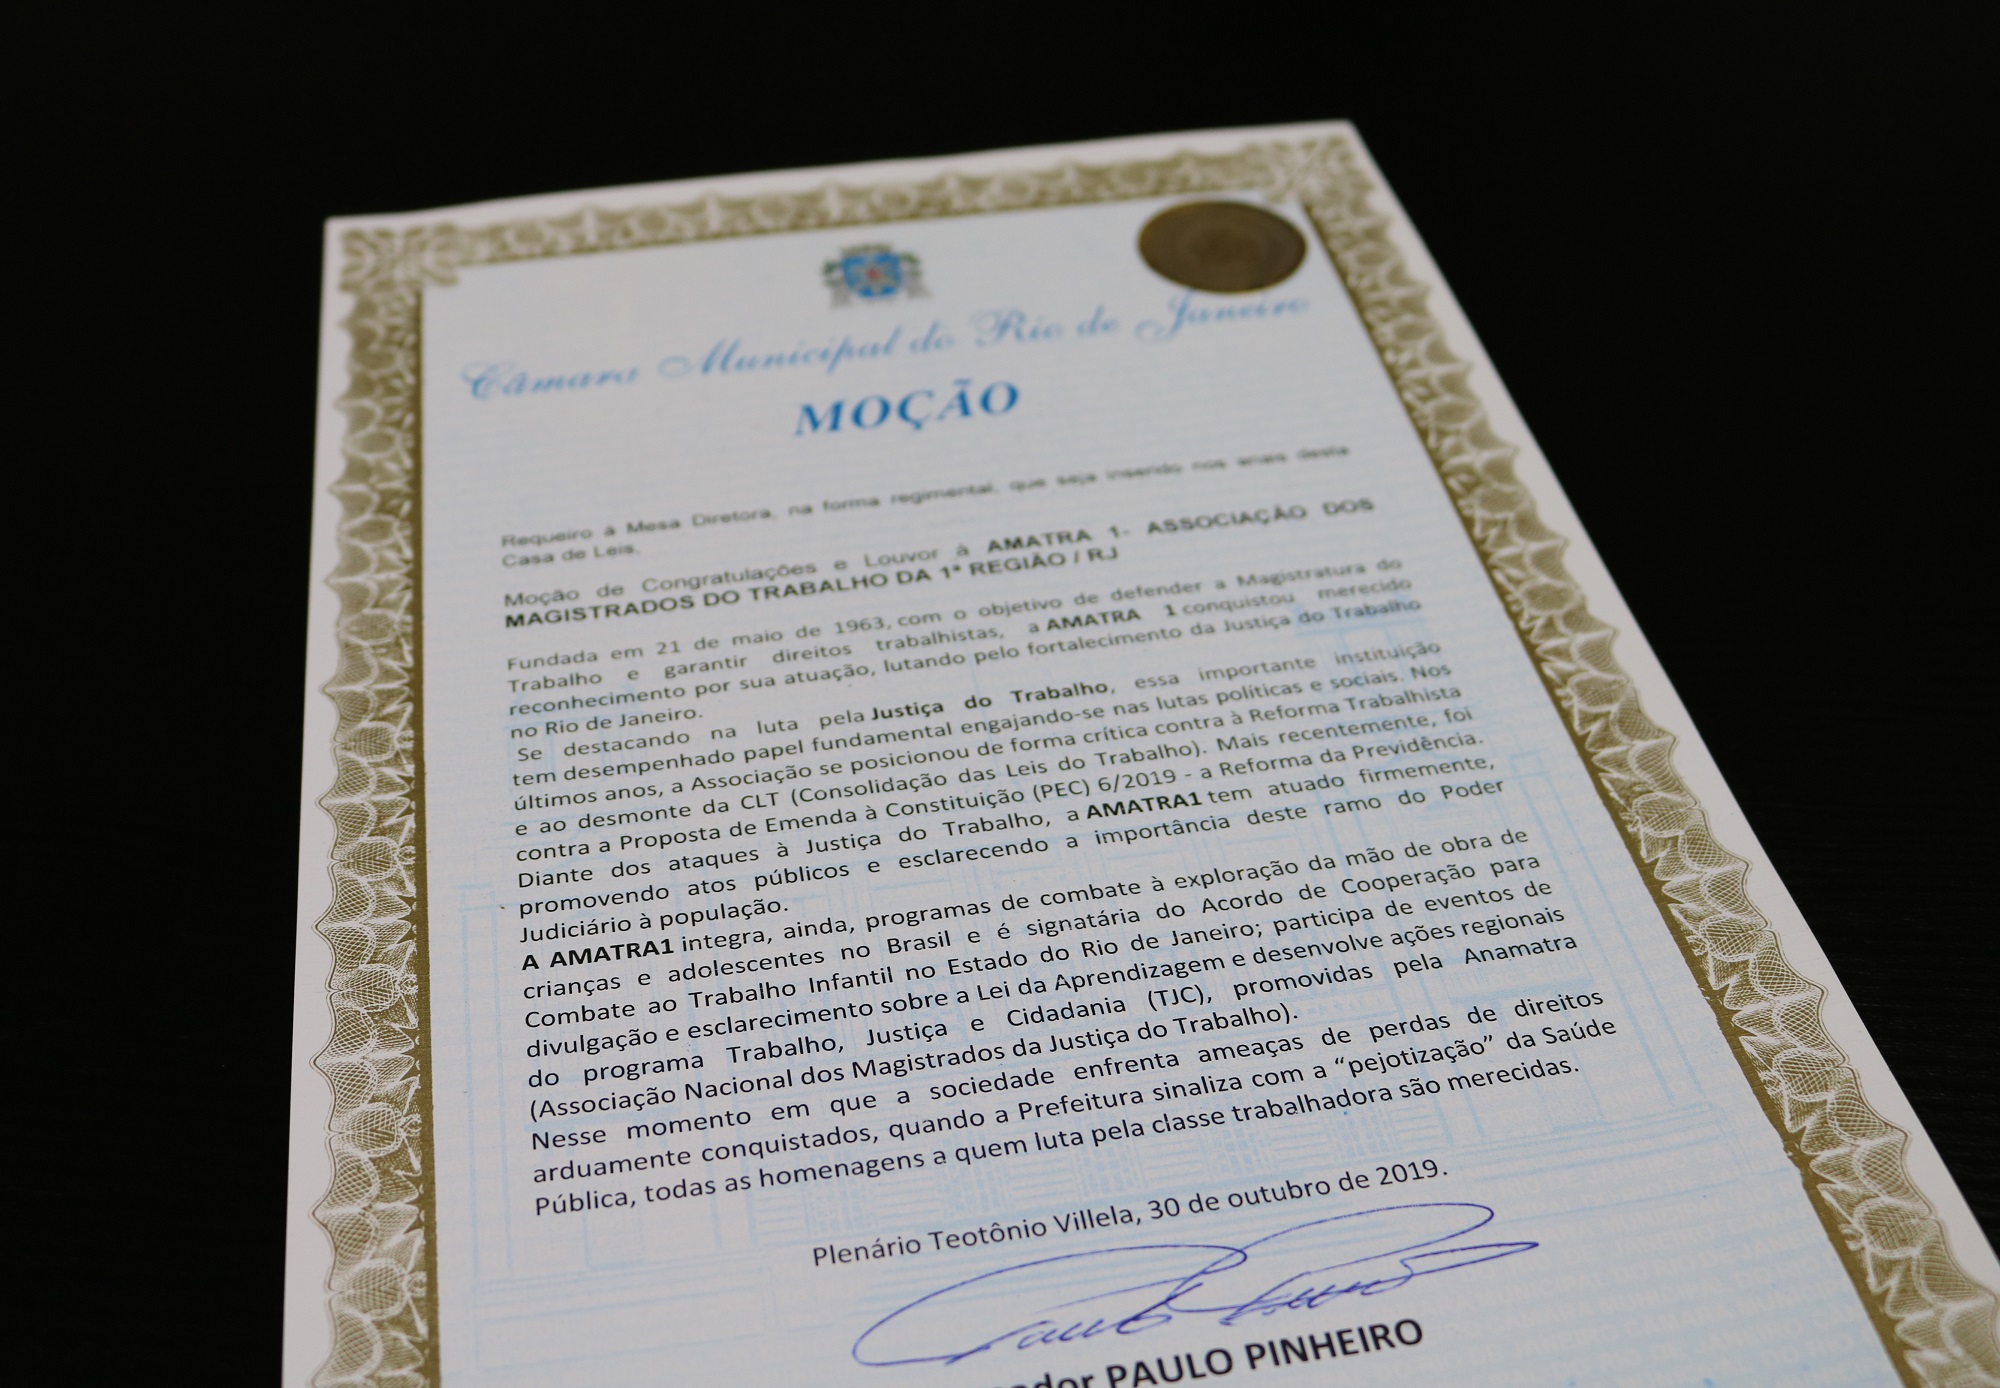 Câmara Municipal do Rio de Janeiro
MOÇÃO
Requeiro à Mesa Diretora, na forma regimental, que seja inserido nos anais desta
Casa de Leis,
Moção de Congratulações e Louvor à AMATRA 1- ASSOCIAÇÃO DOS
MAGISTRADOS DO TRABALHO DA 1ª REGIÃO / RJ
Fundada em 21 de maio de 1963, com o objetivo de defender a Magistratura do
Trabalho e garantir direitos trabalhistas, a AMATRA 1 conquistou merecido
reconhecimento por sua atuação, lutando pelo fortalecimento da Justiça do Trabalho
no Rio de Janeiro.
Se destacando na luta pela Justiça do Trabalho, essa importante instituição
tem desempenhado papel fundamental engajando-se nas lutas políticas e sociais. Nos
últimos anos, a Associação se posicionou de forma crítica contra à Reforma Trabalhista
e ao desmonte da CLT (Consolidação das Leis do Trabalho). Mais recentemente, foi
contra a Proposta de Emenda à Constituição (PEC) 6/2019 - a Reforma da Previdência.
Diante dos ataques à Justiça do Trabalho, a AMATRA1 tem atuado firmemente,
promovendo atos públicos e esclarecendo a importância deste ramo do Poder
Judiciário à população.
A AMATRA1 integra, ainda, programas de combate à exploração da mão de obra de
crianças e adolescentes no Brasil e é signatária do Acordo de Cooperação para
Combate ao Trabalho Infantil no Estado do Rio de Janeiro; participa de eventos de
divulgação e esclarecimento sobre a Lei da Aprendizagem e desenvolve ações regionais
do programa Trabalho, Justiça e Cidadania (TJC), promovidas pela Anamatra
(Associação Nacional dos Magistrados da Justiça do Trabalho).
Nesse momento em que a sociedade enfrenta ameaças de perdas de direitos
arduamente conquistados, quando a Prefeitura sinaliza com a “pejotização” da Saúde
Pública, todas as homenagens a quem luta pela classe trabalhadora são merecidas.
Plenário Teotônio Villela, 30 de outubro de 2019.
PAULO PINHEIRO